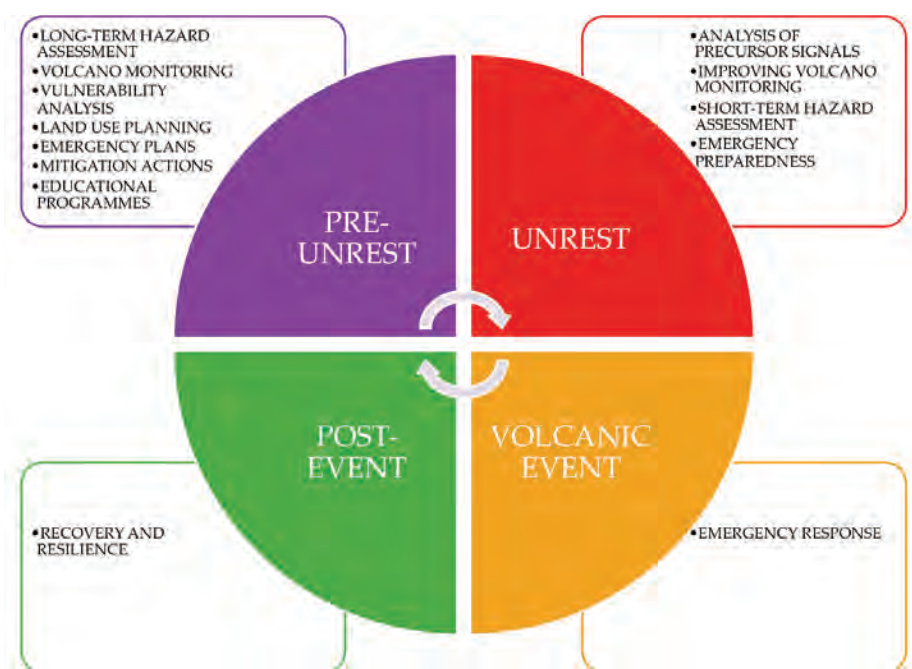 •LONG-TERM HAZARD
ASSESSMENT
•VOLCANO MONITORING
•VULNERABILITY
ANALYSIS
•LAND USE PLANNING
•EMERGENCY PLANS
•MITIGATION ACTIONS
•EDUCATIONAL
PROGRAMMES
•ANALYSIS OF
PRECURSOR SIGNALS
•IMPROVING VOLCANO
MONITORING
•SHORT-TERM HAZARD
ASSESSMENT
•EMERGENCY
PREPAREDNESS
PRE-
UNREST
UNREST
POST-
EVENT
VOLCANIC
EVENT
•RECOVERY AND
RESILIENCE
•EMERGENCY RESPONSE